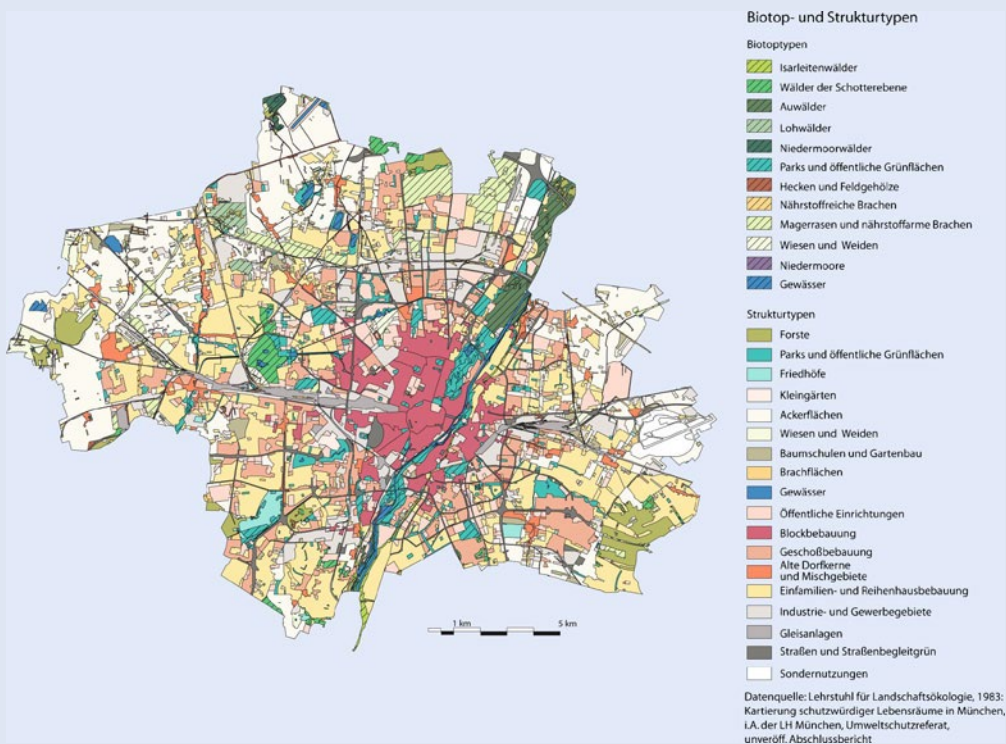 Biotop- und Strukturtypen
Biotoptypen
Isarleitenwälder
Wälder der Schotterebene
Auwälder
Lohwälder
Niedermoorwälder
Parks und öffentliche Grünflächen
Hecken und Feldgehölze
Nährstoffreiche Brachen
Magerrasen und nährstoffarme Brachen
Wiesen und Weiden
Niedermoore
Gewässer
Strukturtypen
Forste
Parks und öffentliche Grünflächen
Friedhöfe
Kleingärten
Ackerflächen
Wiesen und Weiden
Baumschulen und Gartenbau
Brachflächen
Gewässer
Öffentliche Einrichtungen
Blockbebauung
Geschoßbebauung
Alte Dorfkerne
und Mischgebiete
Einfamilien- und Reihenhausbebauung
Industrie- und Gewerbegebiete
Gleisanlagen
Straßen und Straßenbegleitgrün
Sondernutzungen
1 km 5 km
Datenquelle: Lehrstuhl für Landschaftsökologie, 1983:
Kartierung schutzwürdiger Lebensräume in München,
i.A. der LH München, Umweltschutzreferat,
unveröff. Abschlussbericht